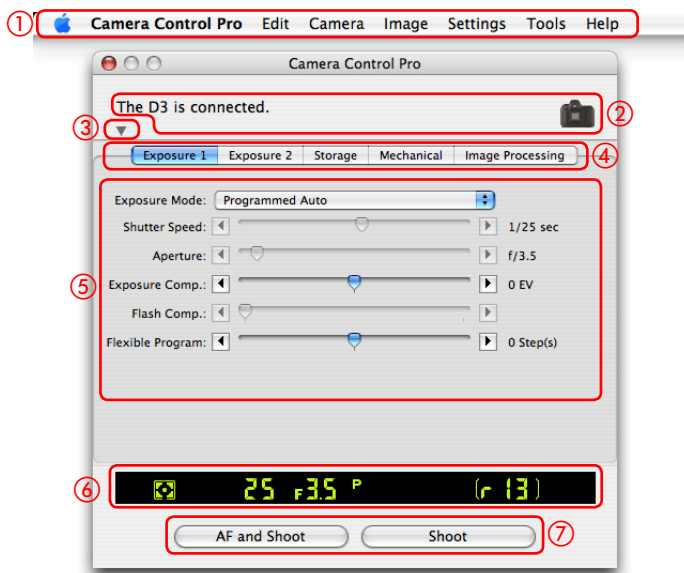 ① Camera Control Pro Edit Camera Image Settings Tools Help
Camera Control Pro
The D3 is connected.
②
③
Exposure 1 Exposure 2 Storage Mechanical Image Processing ④
Exposure Mode: Programmed Auto
Shutter Speed: 1/25 sec
Aperture: f/3.5
⑤ Exposure Comp.: 0 EV
Flash Comp.:
Flexible Program: 0 Step(s)
⑥ 25 F3.5 P (r 13)
AF and Shoot Shoot ⑦